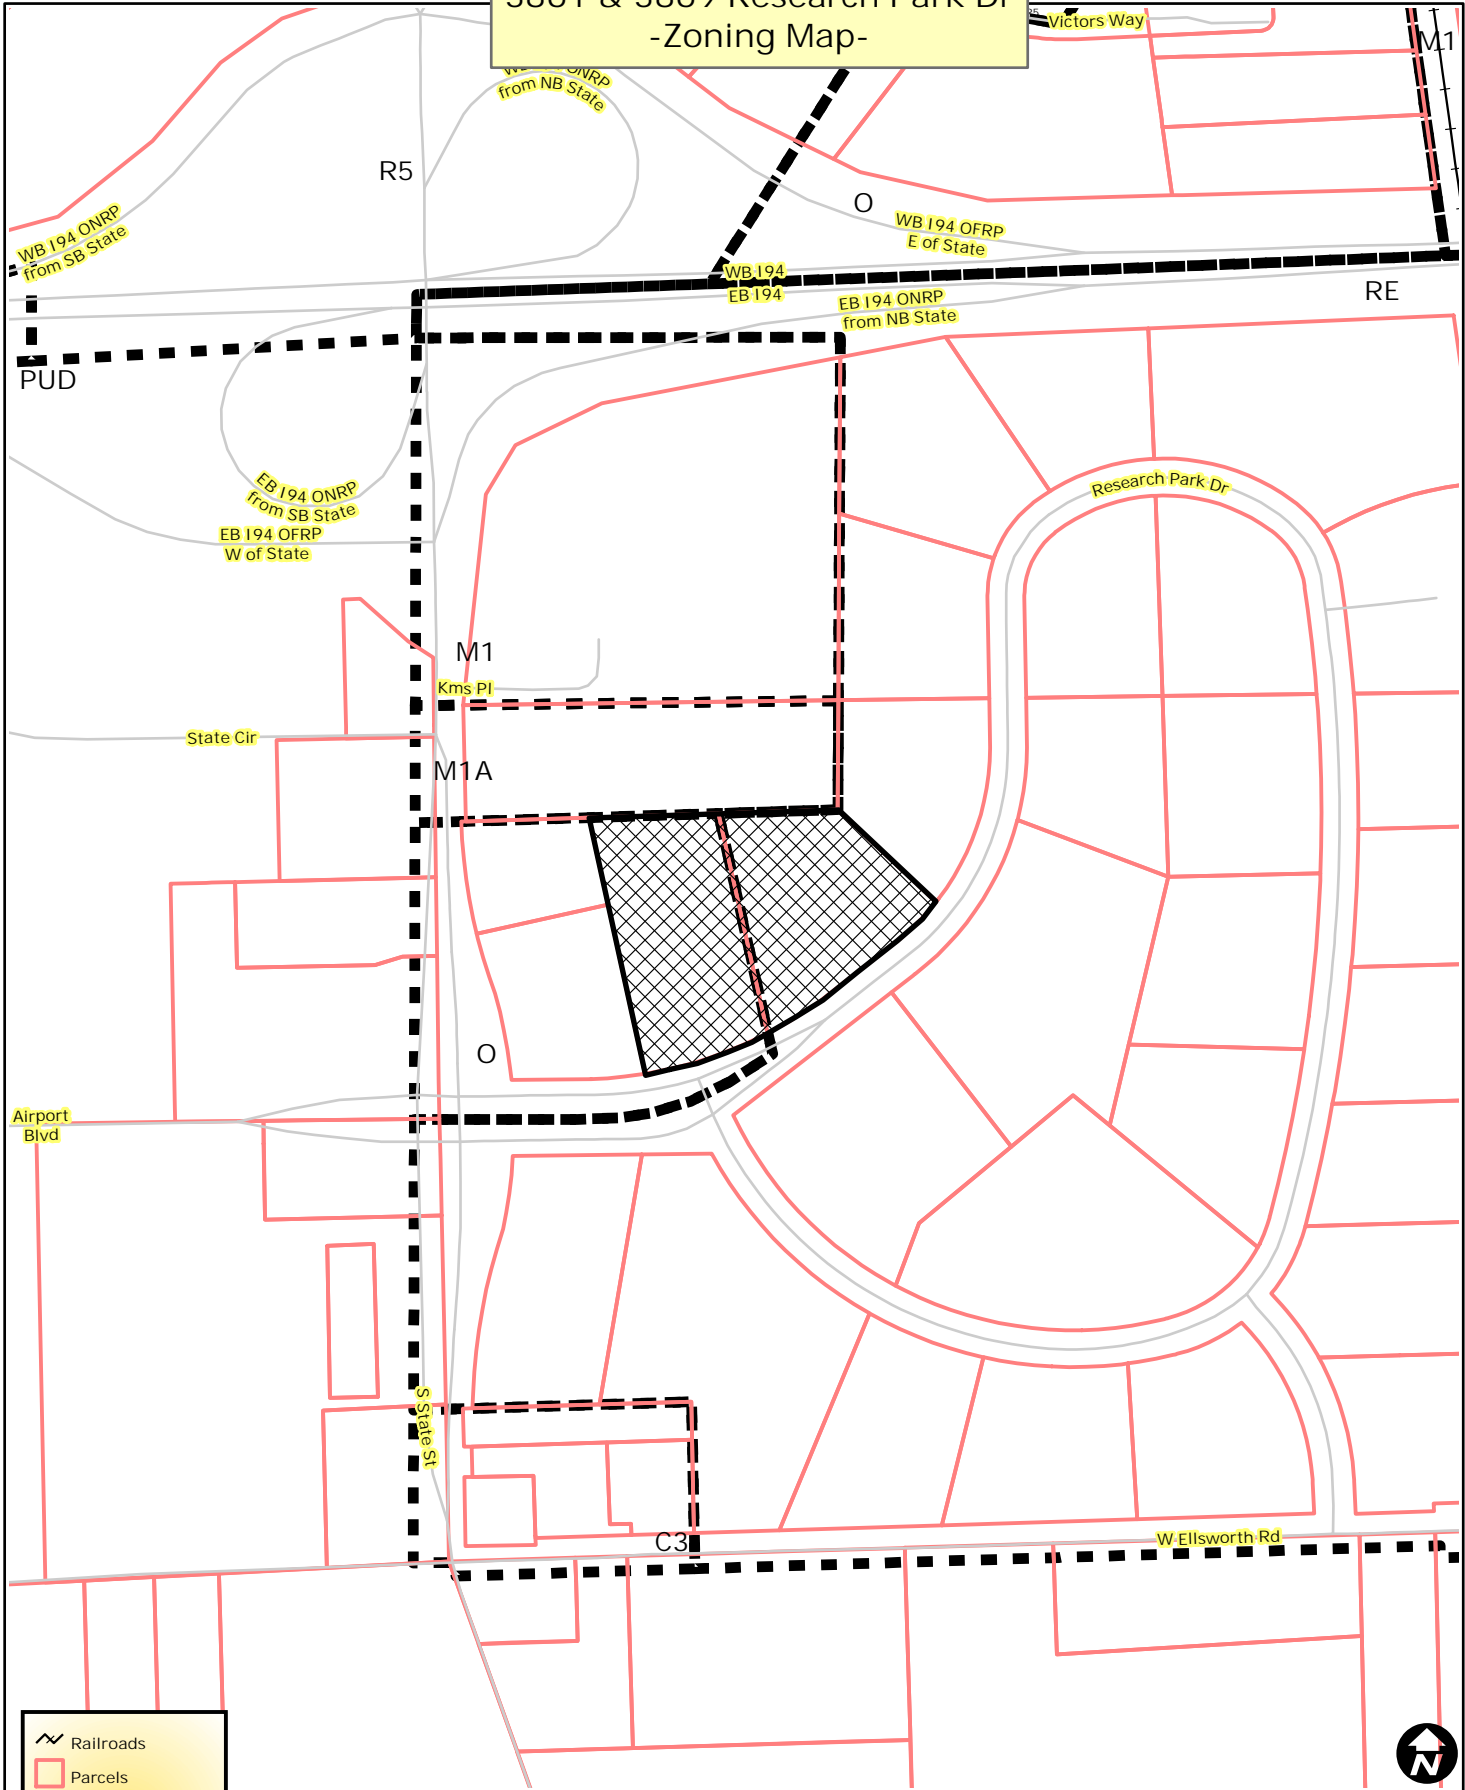 -Zoning Map-
Victors Way
M1
from NB State
R5
O
WB I94 ONRP
from SB State
WB I94 OFRP
E of State
WB I94
EB I94
EB I94 ONRP
from NB State
RE
PUD
Research Park Dr
EB I94 ONRP
from SB State
EB I94 OFRP
W of State
M1
Kms Pl
State Cir
M1A
O
Airport
Blvd
S State St
C3
W Ellsworth Rd
Railroads
Parcels
N